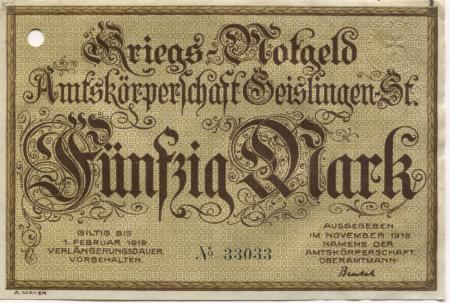 Kriegs-Notgeld
Amtskörperschaft Geislingen-St.
Fünfzig Mark
GILTIG BIS
1. FEBRUAR 1919
VERLÄNGERUNGSDAUER
VORBEHALTEN.
№ 33033
AUSGEGEBEN
IM NOVEMBER 1918
NAMENS DER
AMTSKÖRPERSCHAFT
OBERAMTMANN:
A. MAYER